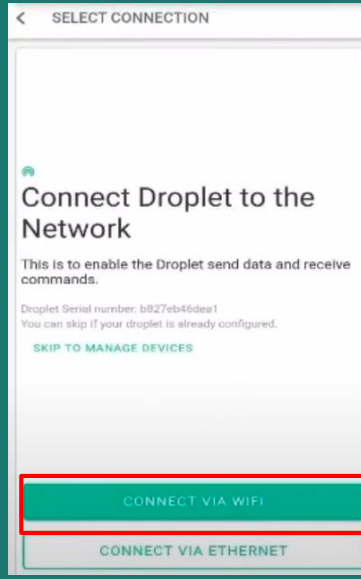 SELECT CONNECTION
Connect Droplet to the
Network
This is to enable the Droplet send data and receive
commands.
Droplet Serial number: b827eb46dea1
You can skip if your droplet is already configured.
SKIP TO MANAGE DEVICES
CONNECT VIA WIFI
CONNECT VIA ETHERNET